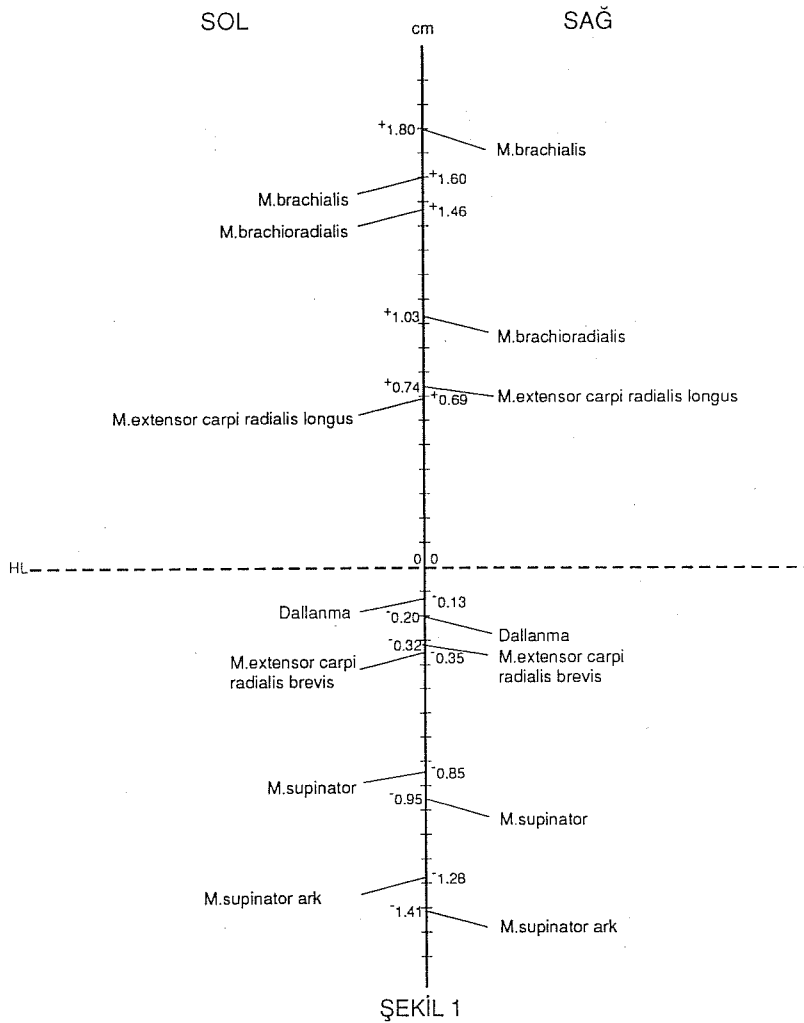 SOL
cm
SAĞ
+1.80
M.brachialis
M.brachialis
+1.60
M.brachioradialis
+1.46
+1.03
M.brachioradialis
+0.74
M.extensor carpi radialis longus
M.extensor carpi radialis longus
+0.69
HL
0 0
Dallanma
-0.13
-0.20
Dallanma
-0.32
M.extensor carpi
radialis brevis
M.extensor carpi
radialis brevis
-0.35
M.supinator
-0.85
-0.95
M.supinator
M.supinator ark
-1.28
-1.41
M.supinator ark
ŞEKİL 1